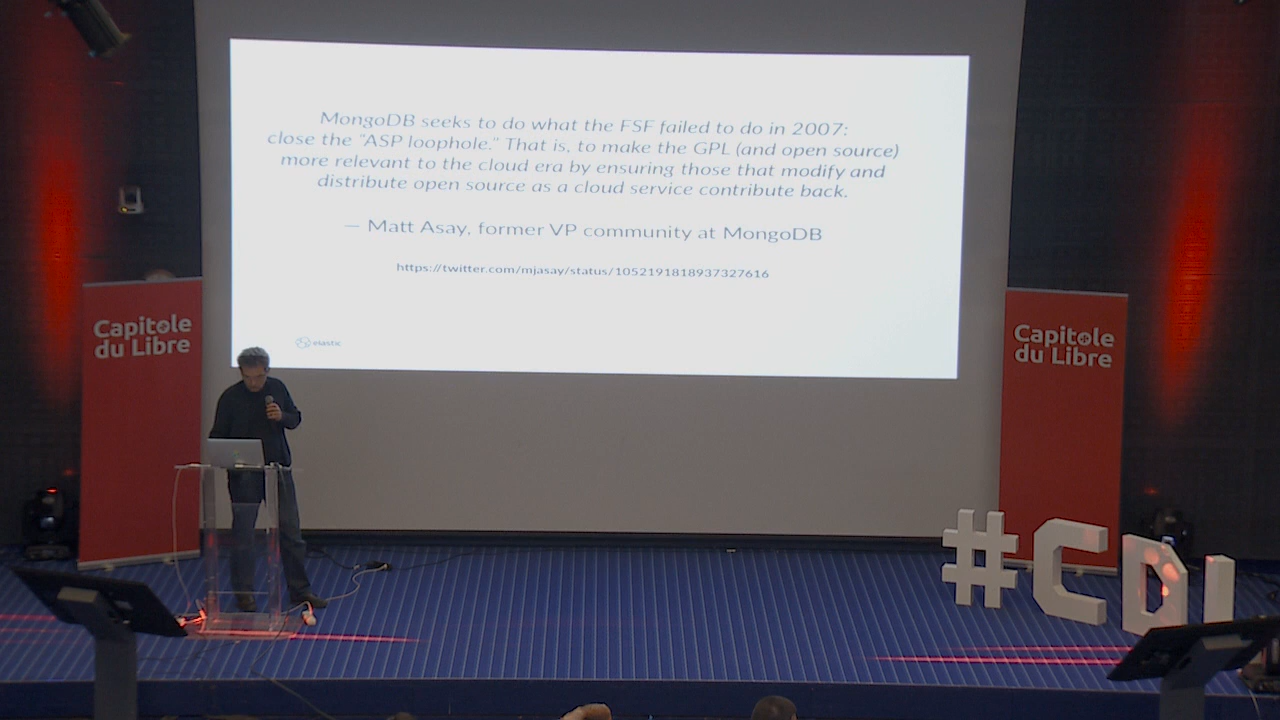 MongoDB seeks to do what the FSF failed to do in 2007:
close the "ASP loophole." That is, to make the GPL (and open source)
more relevant to the cloud era by ensuring those that modify and
distribute open source as a cloud service contribute back.
— Matt Asay, former VP community at MongoDB
https://twitter.com/mjasay/status/1052191818937327616
elastic
Capitole
du Libre
Capitole
du Libre
#CDL